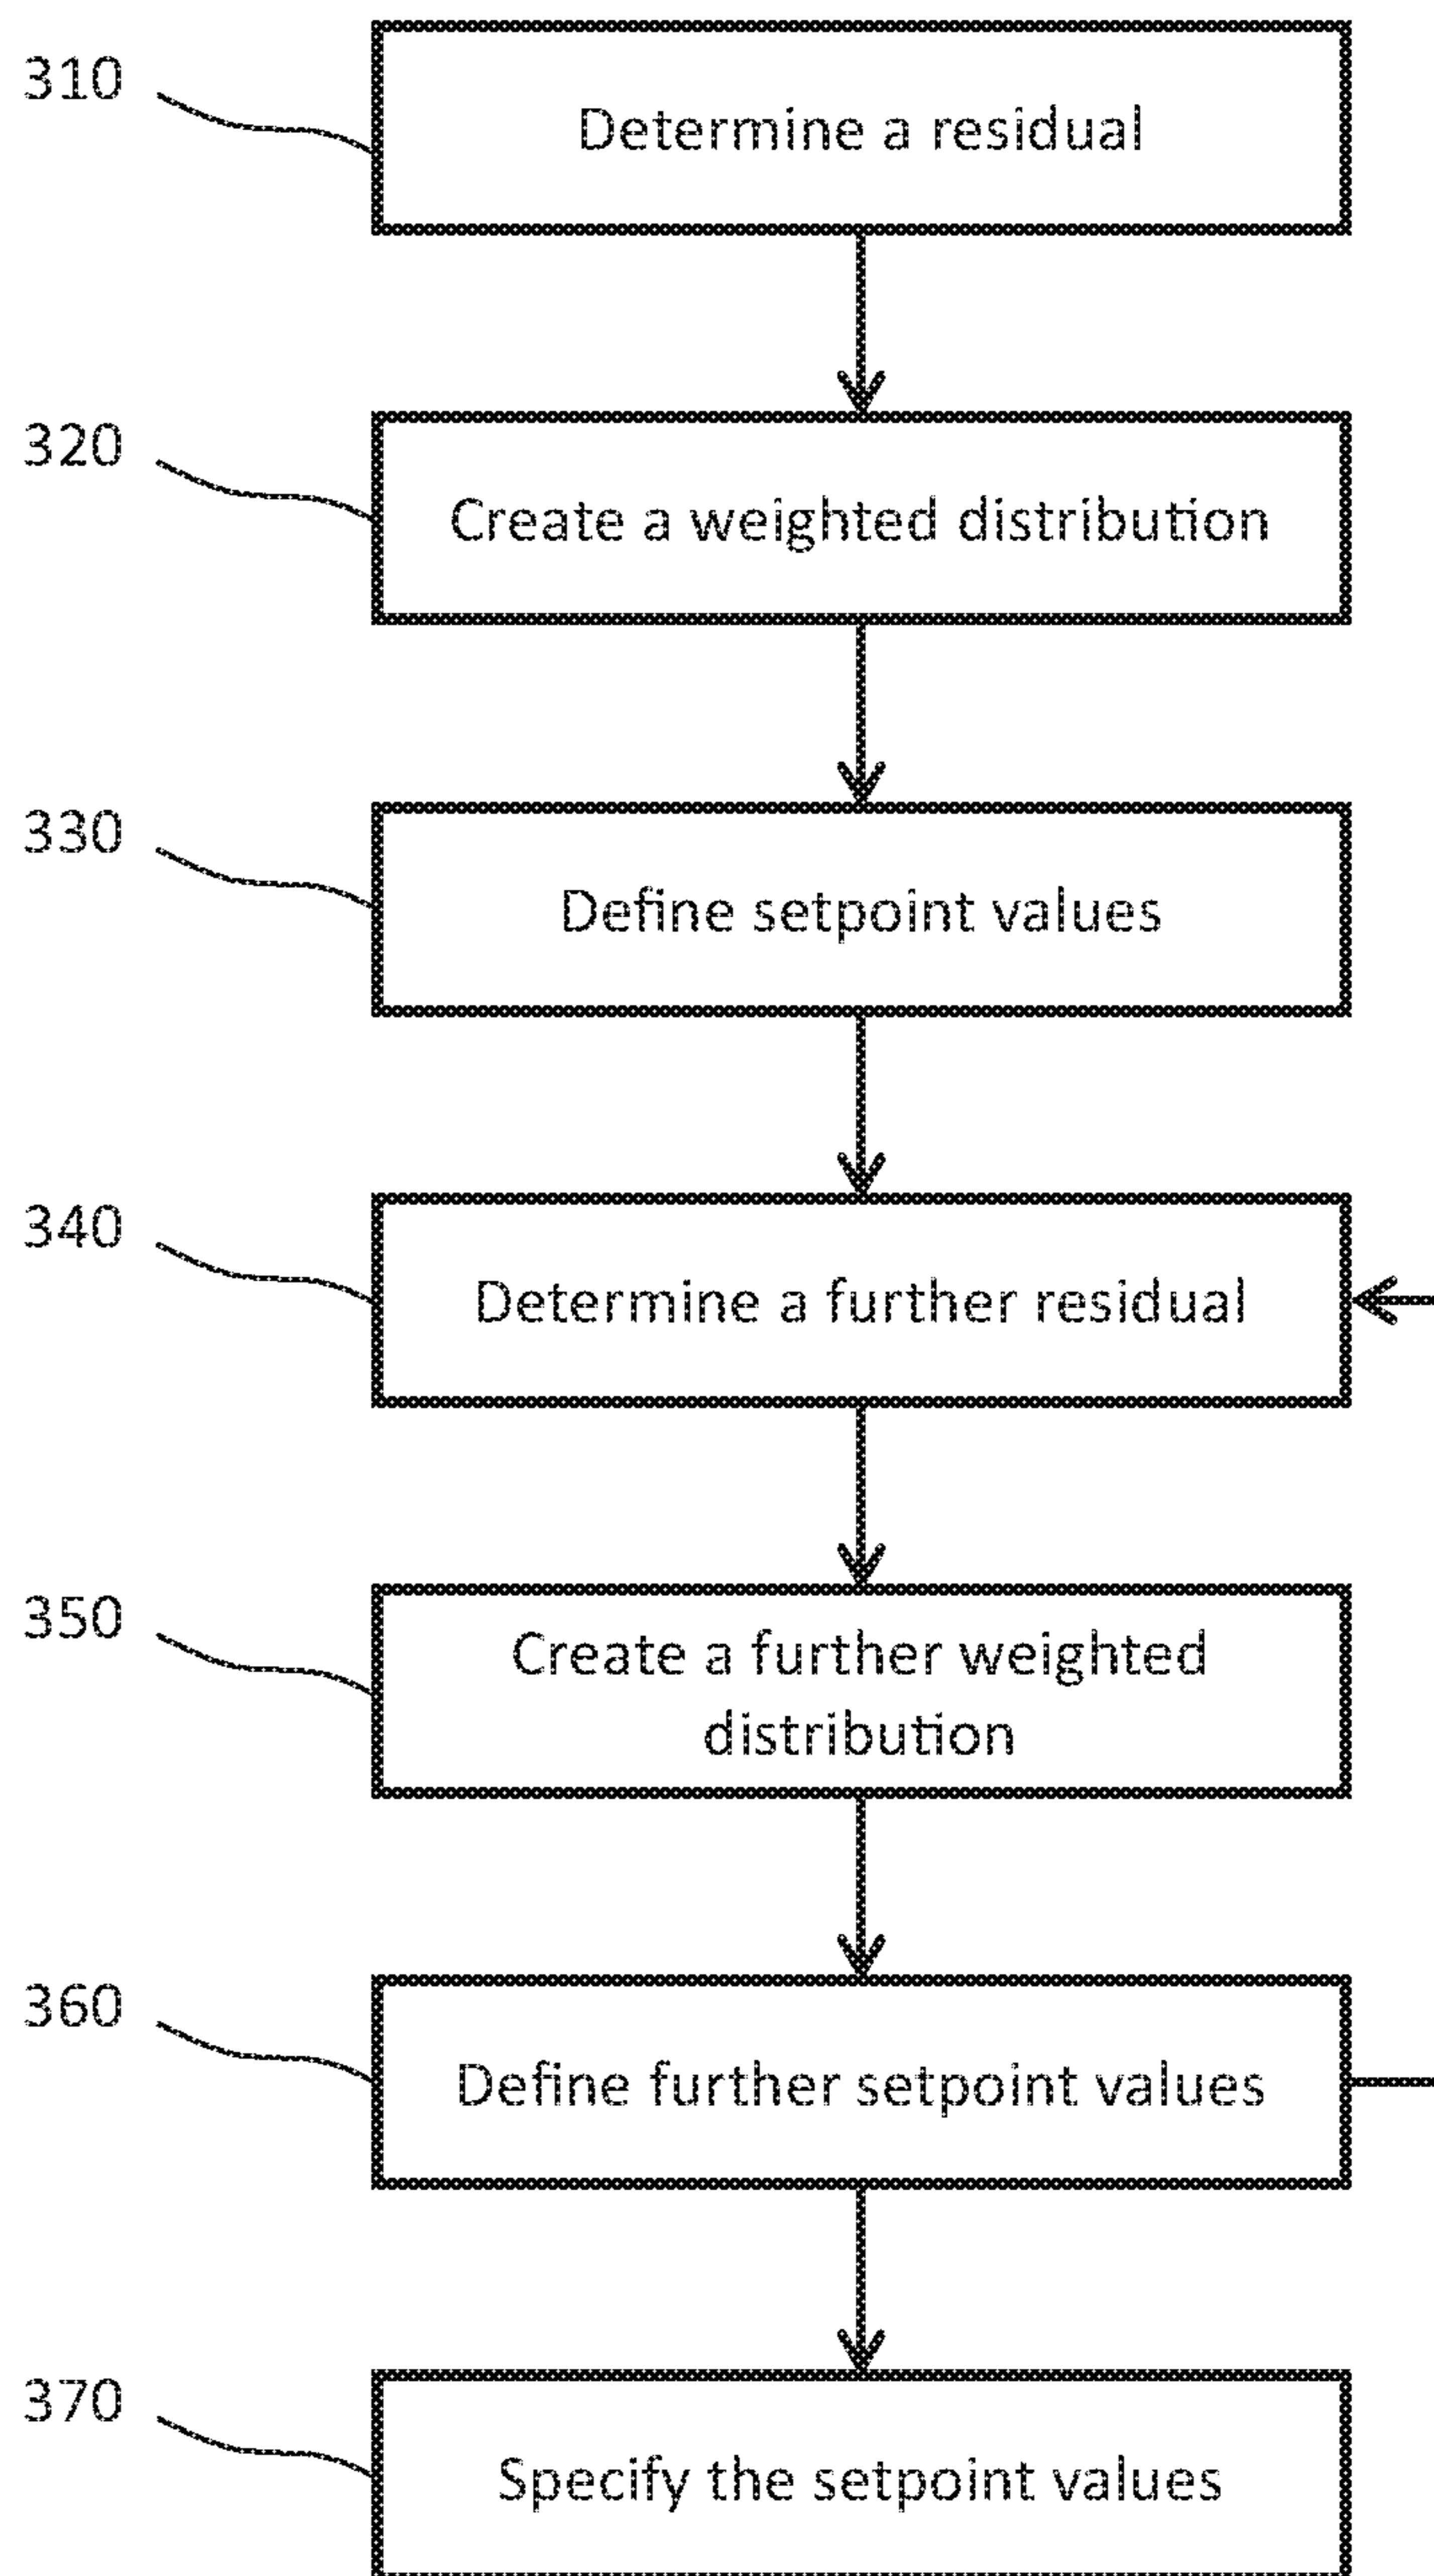 310
Determine a residual
320
Create a weighted distribution
330
Define setpoint values
340
Determine a further residual
350
Create a further weighted
distribution
360
Define further setpoint values
370
Specify the setpoint values